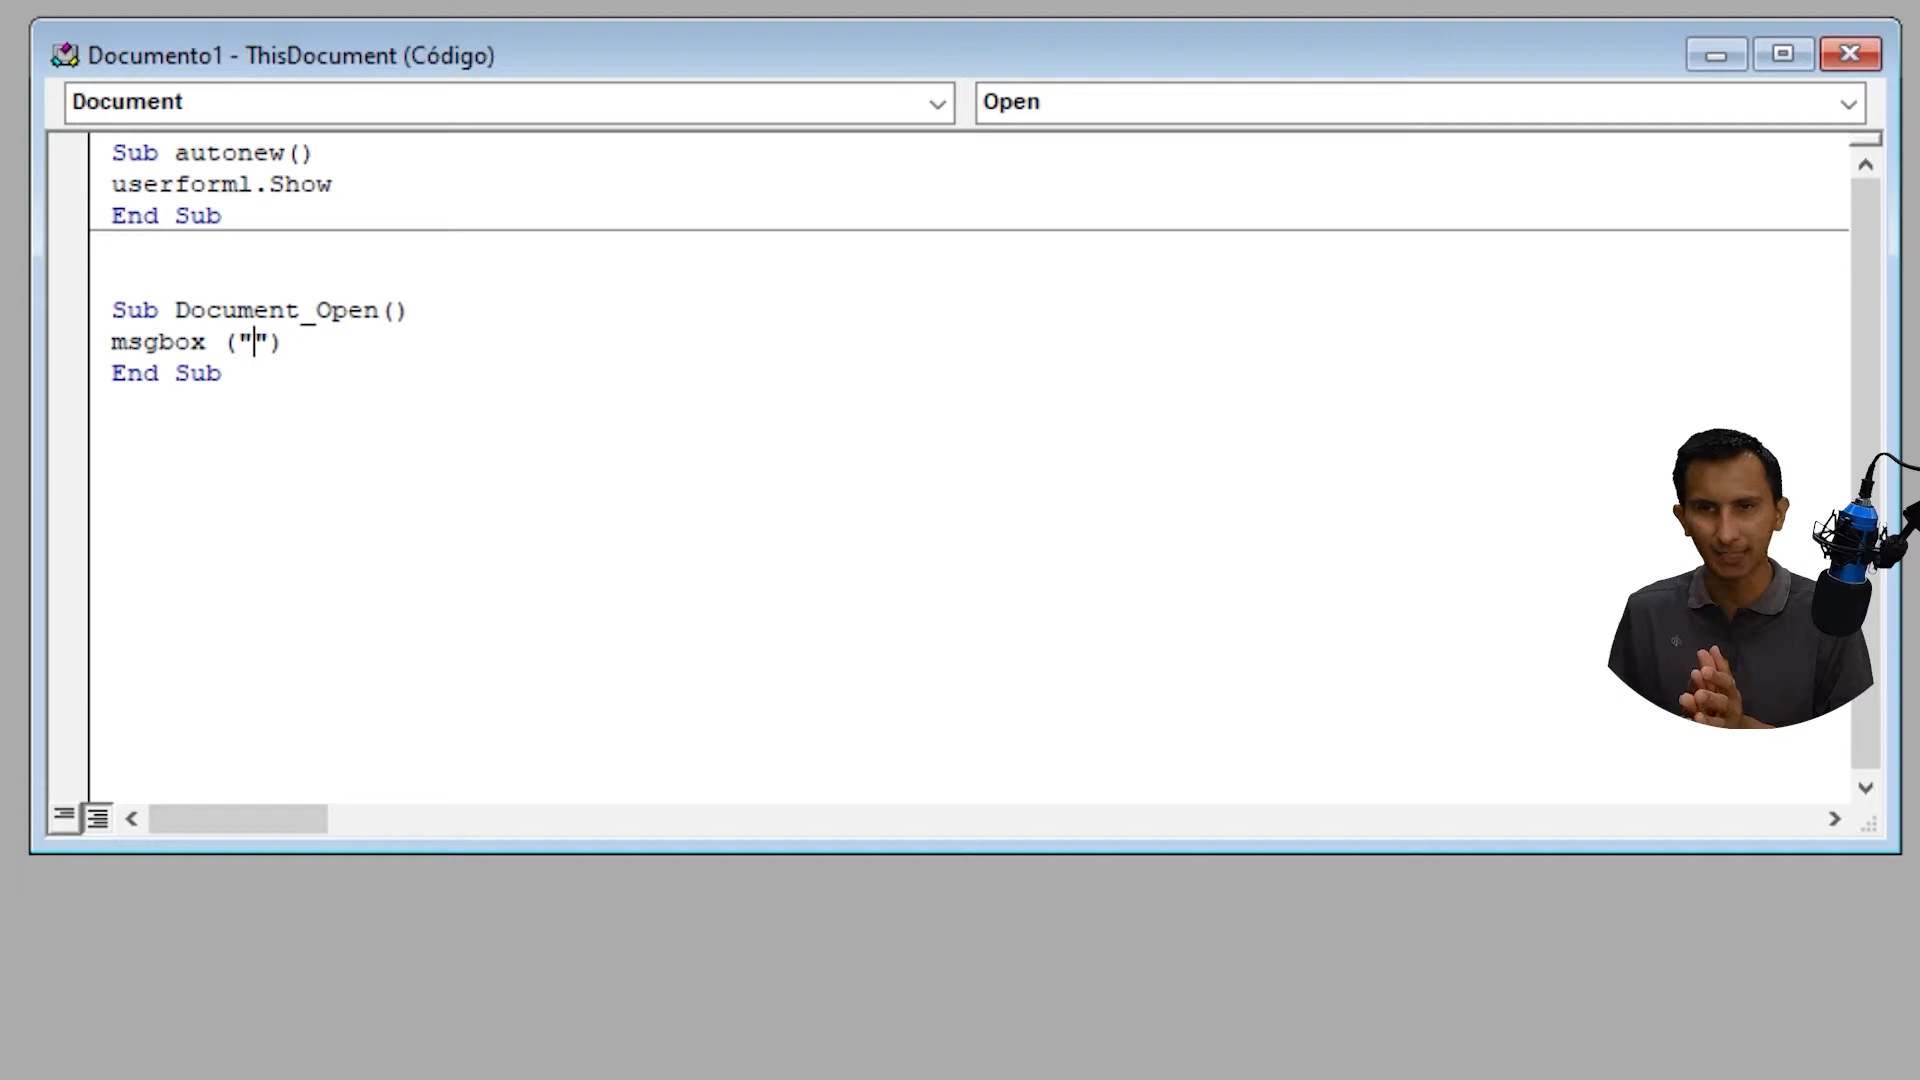 Documento1 - ThisDocument (Código)
Document
Open
Sub autonew()
userform1.Show
End Sub
Sub Document_Open()
msgbox ("")
End Sub